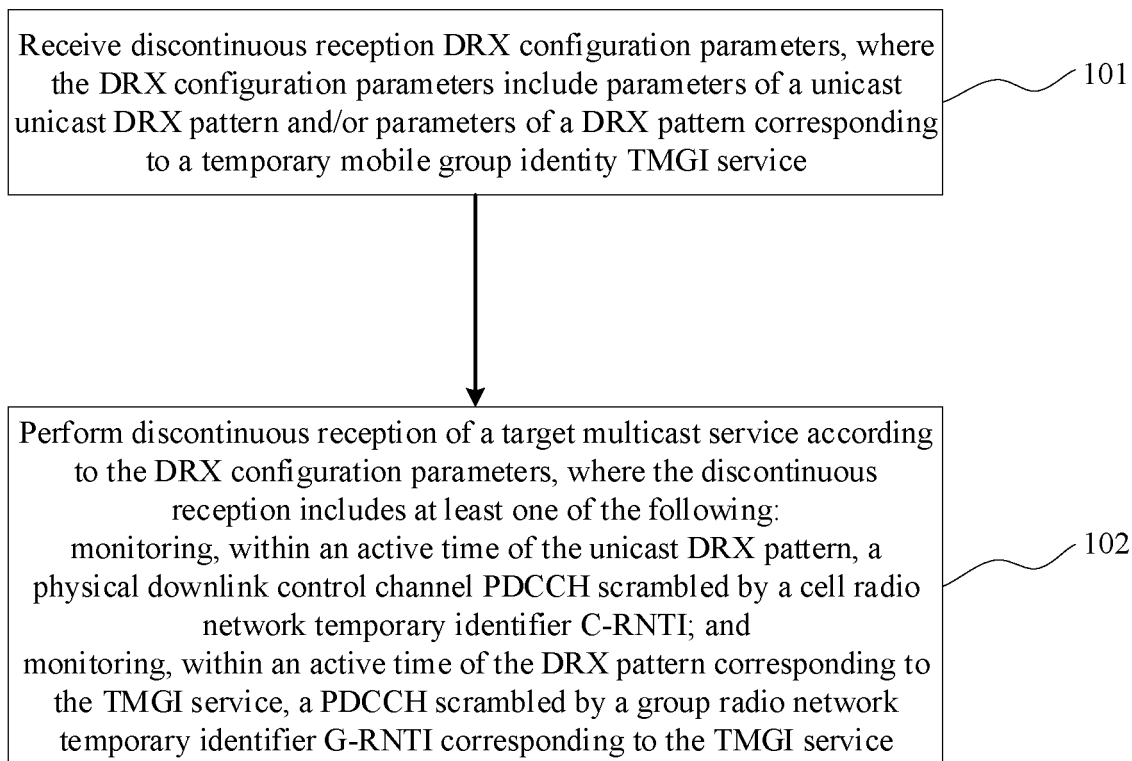 Receive discontinuous reception DRX configuration parameters, where
the DRX configuration parameters include parameters of a unicast
unicast DRX pattern and/or parameters of a DRX pattern corresponding
to a temporary mobile group identity TMGI service
101
Perform discontinuous reception of a target multicast service according
to the DRX configuration parameters, where the discontinuous
reception includes at least one of the following:
monitoring, within an active time of the unicast DRX pattern, a
physical downlink control channel PDCCH scrambled by a cell radio
network temporary identifier C-RNTI; and
monitoring, within an active time of the DRX pattern corresponding to
the TMGI service, a PDCCH scrambled by a group radio network
temporary identifier G-RNTI corresponding to the TMGI service
102